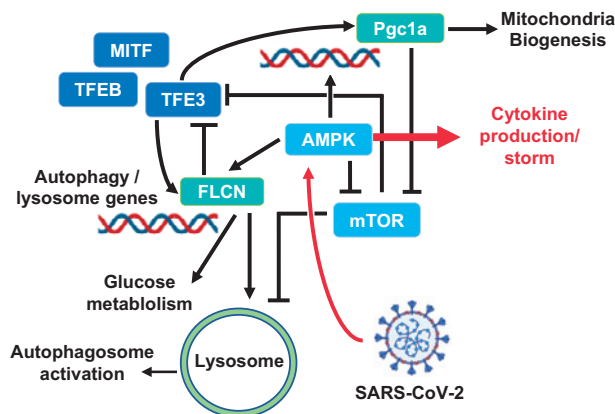 Pgc1a
Mitochondria
Biogenesis
MITF
TFEB
TFE3
AMPK
Cytokine
production/
storm
Autophagy /
lysosome genes
FLCN
mTOR
Glucose
metablolism
Lysosome
Autophagosome
activation
SARS-CoV-2